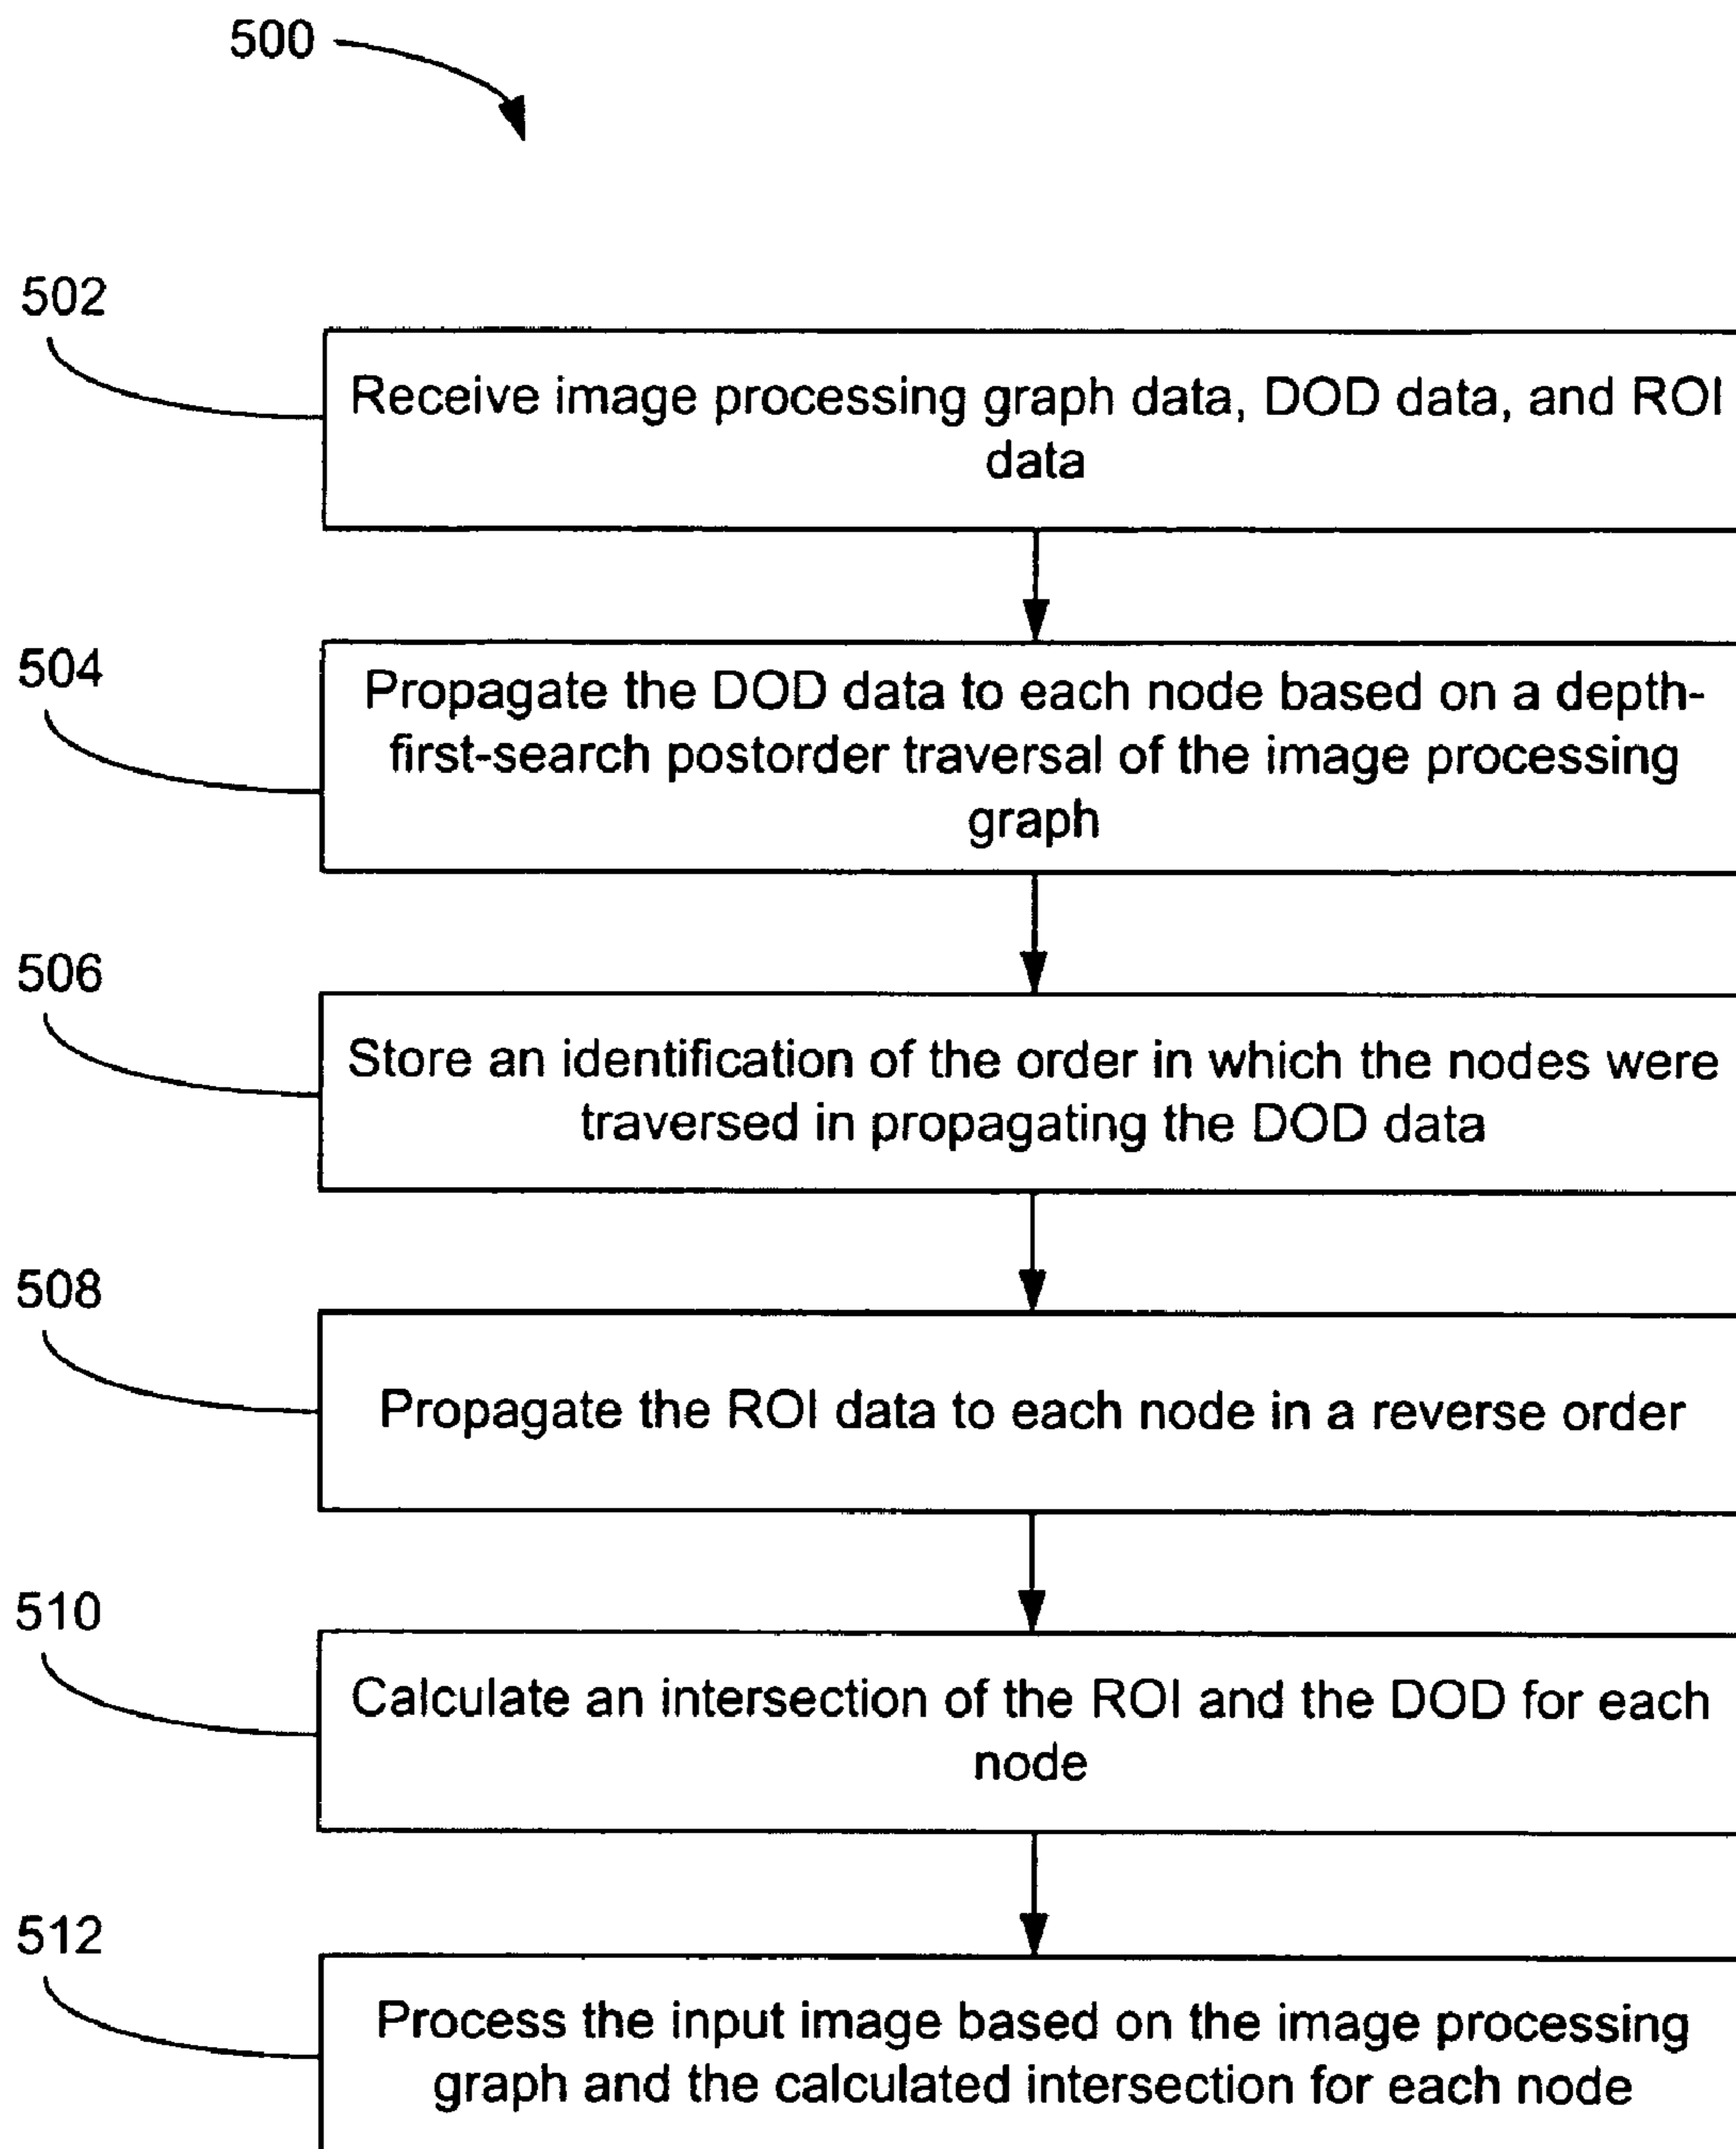 500
502
Receive image processing graph data, DOD data, and ROI
data
504
Propagate the DOD data to each node based on a depth-
first-search postorder traversal of the image processing
graph
506
Store an identification of the order in which the nodes were
traversed in propagating the DOD data
508
Propagate the ROI data to each node in a reverse order
510
Calculate an intersection of the ROI and the DOD for each
node
512
Process the input image based on the image processing
graph and the calculated intersection for each node